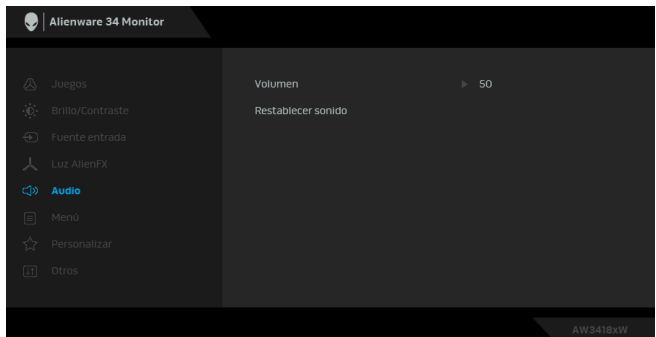 Alienware 34 Monitor
Juegos
Brillo/Contraste
Fuente entrada
Luz AlienFX
Audio
Menú
Personalizar
Otros
Volumen 50
Restablecer sonido
AW3418xW